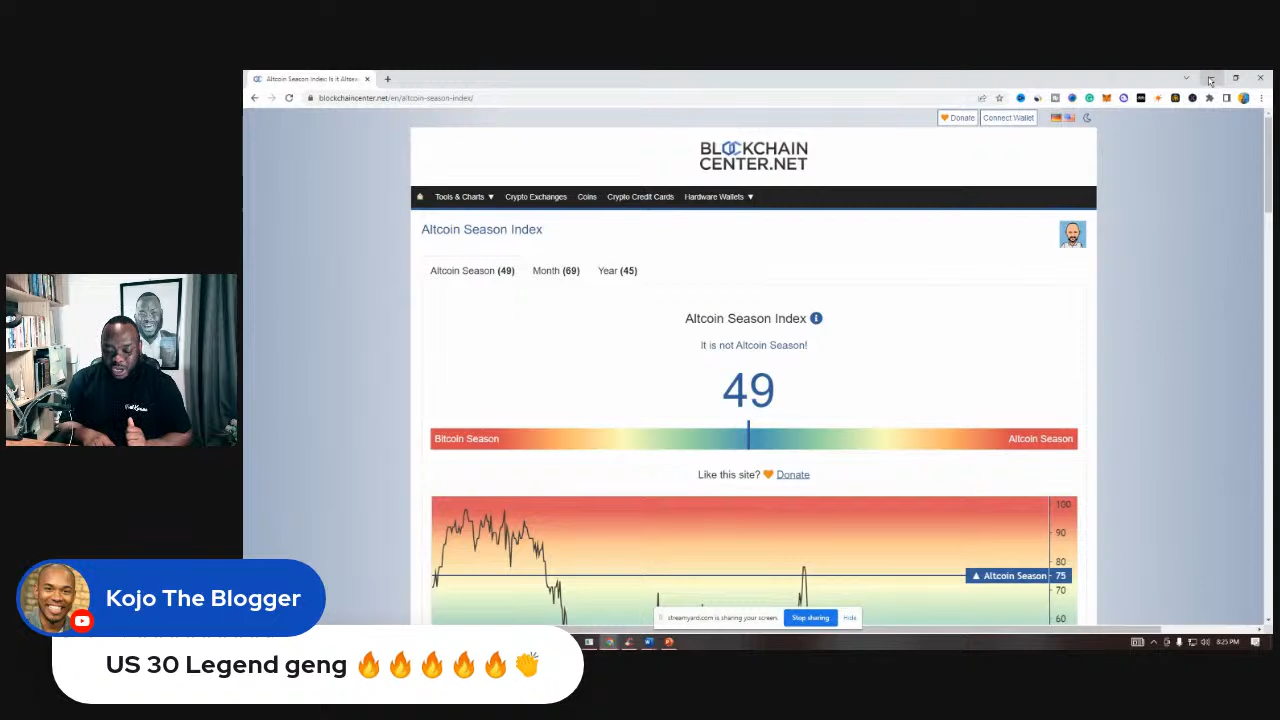 Altcoin Season Index: Is it Altse
blockchaincenter.net/en/altcoin-season-index/
Donate
Connect Wallet
BLOCKCHAIN
CENTER.NET
Tools & Charts ▼
Crypto Exchanges
Coins
Crypto Credit Cards
Hardware Wallets ▼
Altcoin Season Index
Altcoin Season (49)
Month (69)
Year (45)
Altcoin Season Index
It is not Altcoin Season!
49
Bitcoin Season
Altcoin Season
Like this site? 🧡 Donate
100
90
80
▲ Altcoin Season 75
70
60
streamyard.com is sharing your screen.
Stop sharing
Hide
8:25 PM
Kojo The Blogger
US 30 Legend geng 🔥🔥🔥🔥🔥👏